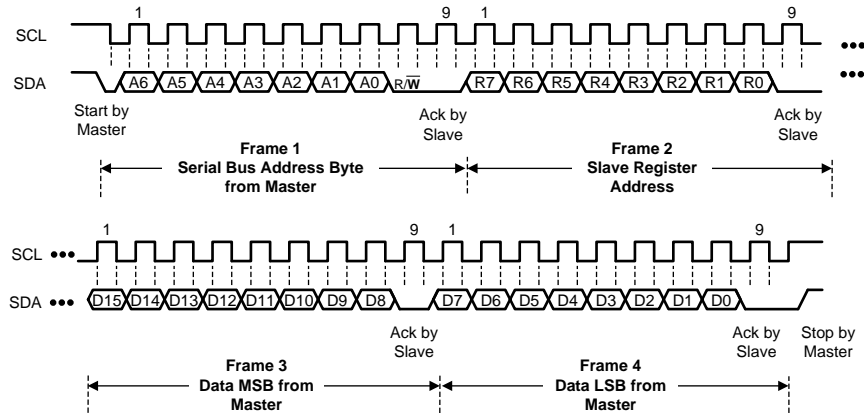 1 9 1 9
SCL •••
SDA A6 A5 A4 A3 A2 A1 A0 R/W R7 R6 R5 R4 R3 R2 R1 R0 •••
Start by Master
Ack by Slave
Ack by Slave
Frame 1
Serial Bus Address Byte
from Master
Frame 2
Slave Register
Address
1 9 1 9
SCL •••
SDA ••• D15 D14 D13 D12 D11 D10 D9 D8 D7 D6 D5 D4 D3 D2 D1 D0
Ack by Slave
Ack by Slave
Stop by Master
Frame 3
Data MSB from
Master
Frame 4
Data LSB from
Master